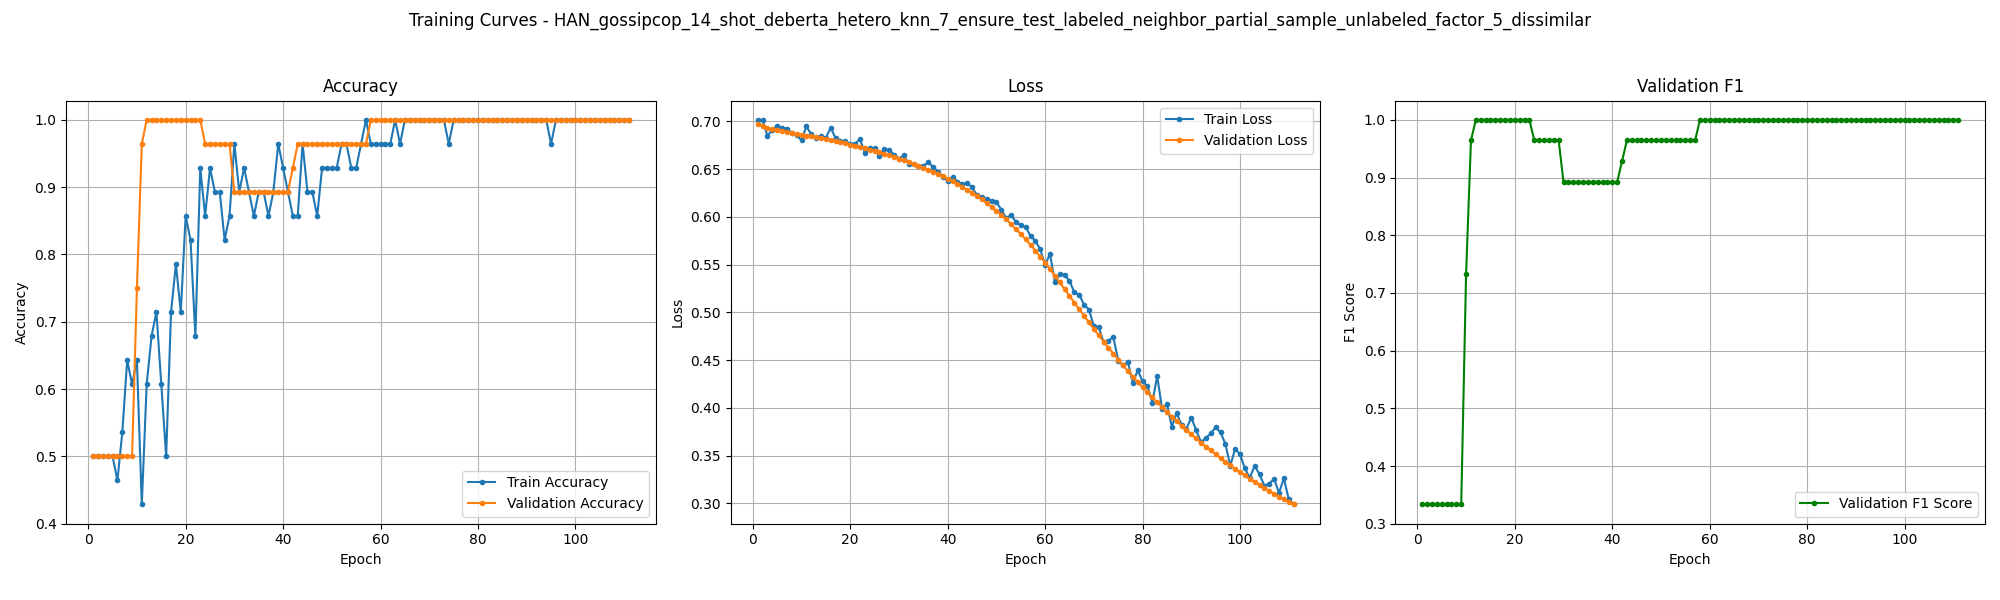 Training Curves - HAN_gossipcop_14_shot_deberta_hetero_knn_7_ensure_test_labeled_neighbor_partial_sample_unlabeled_factor_5_dissimilar
Accuracy
1.0
0.9
0.8
0.7
0.6
0.5
0.4
Accuracy
Train Accuracy
Validation Accuracy
0 20 40 60 80 100
Epoch
Loss
0.70
0.65
0.60
0.55
0.50
0.45
0.40
0.35
0.30
Loss
Train Loss
Validation Loss
0 20 40 60 80 100
Epoch
Validation F1
1.0
0.9
0.8
0.7
0.6
0.5
0.4
0.3
F1 Score
Validation F1 Score
0 20 40 60 80 100
Epoch